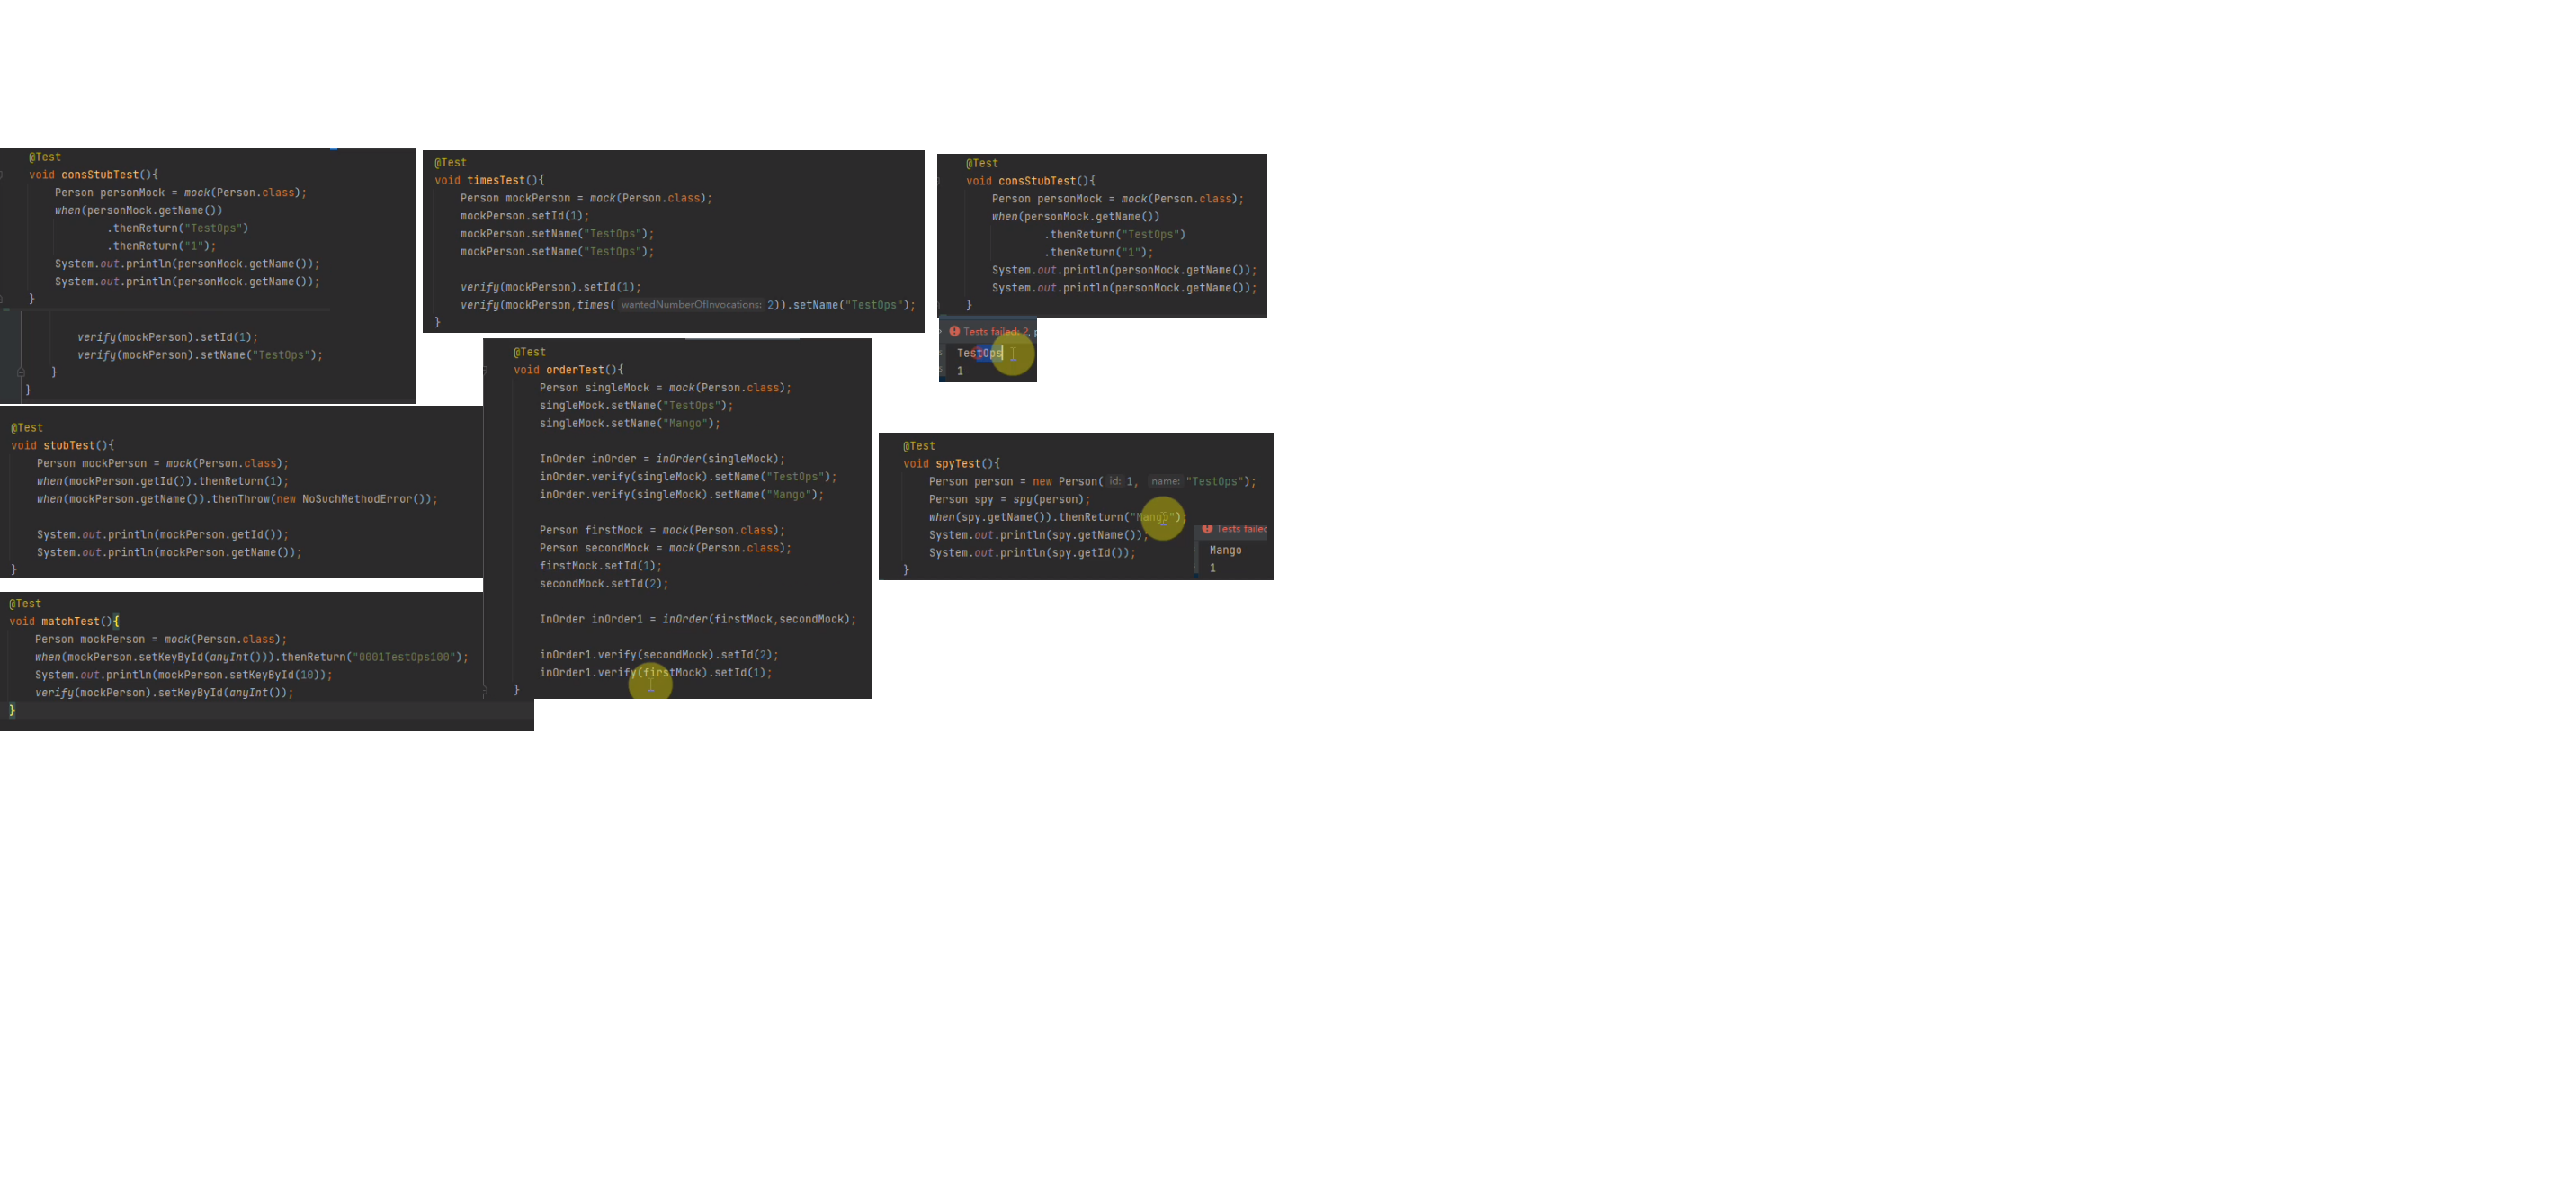 @Test
void consStubTest(){
Person personMock = mock(Person.class);
when(personMock.getName())
.thenReturn("TestOps")
.thenReturn("1");
System.out.println(personMock.getName());
System.out.println(personMock.getName());
}
verify(mockPerson).setId(1);
verify(mockPerson).setName("TestOps");
}
}
@Test
void stubTest(){
Person mockPerson = mock(Person.class);
when(mockPerson.getId()).thenReturn(1);
when(mockPerson.getName()).thenThrow(new NoSuchMethodError());
System.out.println(mockPerson.getId());
System.out.println(mockPerson.getName());
}
@Test
void matchTest(){
Person mockPerson = mock(Person.class);
when(mockPerson.setKeyById(anyInt())).thenReturn("0001TestOps100");
System.out.println(mockPerson.setKeyById(10));
verify(mockPerson).setKeyById(anyInt());
}
@Test
void timesTest(){
Person mockPerson = mock(Person.class);
mockPerson.setId(1);
mockPerson.setName("TestOps");
mockPerson.setName("TestOps");
verify(mockPerson).setId(1);
verify(mockPerson,times( wantedNumberOfInvocations: 2)).setName("TestOps");
}
@Test
void orderTest(){
Person singleMock = mock(Person.class);
singleMock.setName("TestOps");
singleMock.setName("Mango");
InOrder inOrder = inOrder(singleMock);
inOrder.verify(singleMock).setName("TestOps");
inOrder.verify(singleMock).setName("Mango");
Person firstMock = mock(Person.class);
Person secondMock = mock(Person.class);
firstMock.setId(1);
secondMock.setId(2);
InOrder inOrder1 = inOrder(firstMock,secondMock);
inOrder1.verify(secondMock).setId(2);
inOrder1.verify(firstMock).setId(1);
}
@Test
void consStubTest(){
Person personMock = mock(Person.class);
when(personMock.getName())
.thenReturn("TestOps")
.thenReturn("1");
System.out.println(personMock.getName());
System.out.println(personMock.getName());
}
Tests failed: 2,
TestOps
1
@Test
void spyTest(){
Person person = new Person( id: 1, name: "TestOps");
Person spy = spy(person);
when(spy.getName()).thenReturn("Mango");
System.out.println(spy.getName());
System.out.println(spy.getId());
}
Tests failed
Mango
1